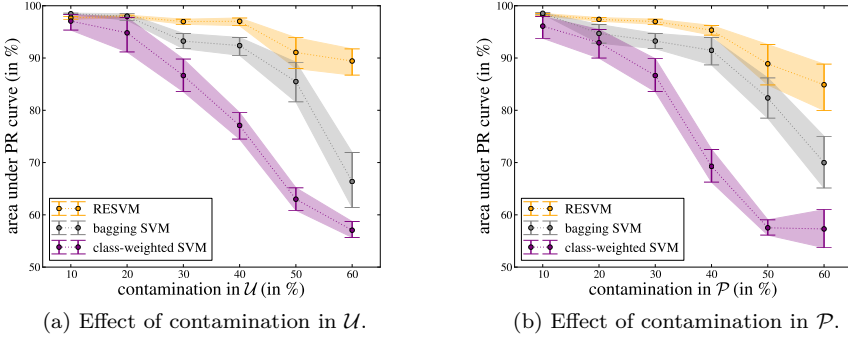 area under PR curve (in %)
100
90
80
70
60
50
RESVM
bagging SVM
class-weighted SVM
10 20 30 40 50 60
contamination in 𝒰 (in %)
(a) Effect of contamination in 𝒰.
area under PR curve (in %)
100
90
80
70
60
50
RESVM
bagging SVM
class-weighted SVM
10 20 30 40 50 60
contamination in 𝒫 (in %)
(b) Effect of contamination in 𝒫.